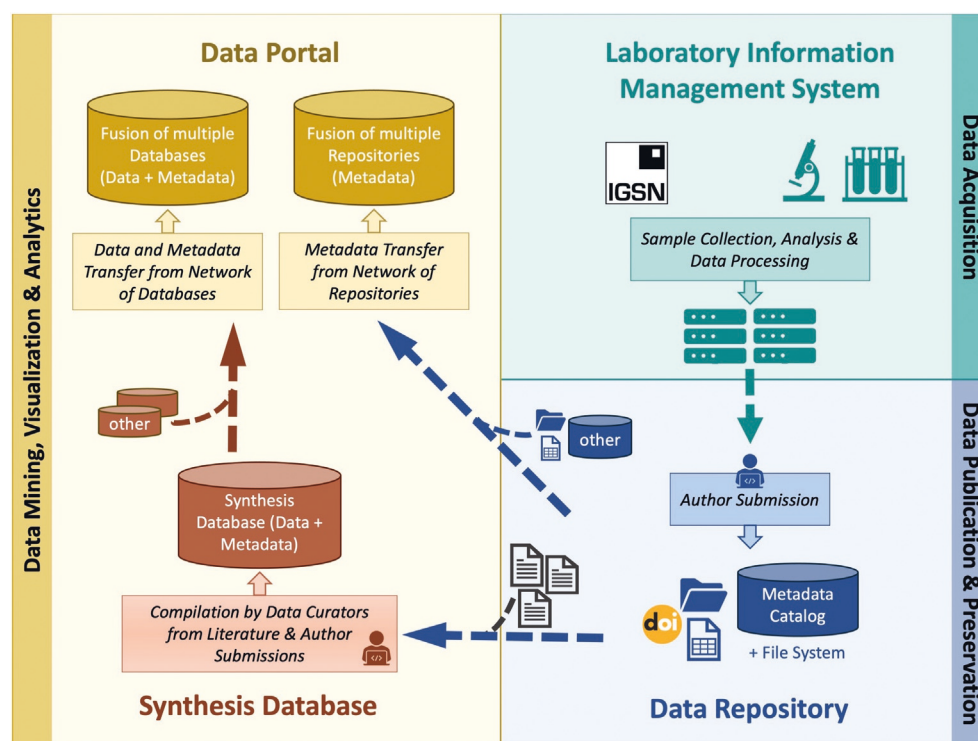 Data Mining, Visualization & Analytics
Data Portal
Fusion of multiple
Databases
(Data + Metadata)
Fusion of multiple
Repositories
(Metadata)
Data and Metadata
Transfer from Network
of Databases
Metadata Transfer
from Network of
Repositories
other
Synthesis
Database (Data +
Metadata)
Compilation by Data Curators
from Literature & Author
Submissions
Synthesis Database
Laboratory Information
Management System
IGSN
Sample Collection, Analysis &
Data Processing
Data Acquisition
other
Author Submission
doi
Metadata
Catalog
+ File System
Data Repository
Data Publication & Preservation